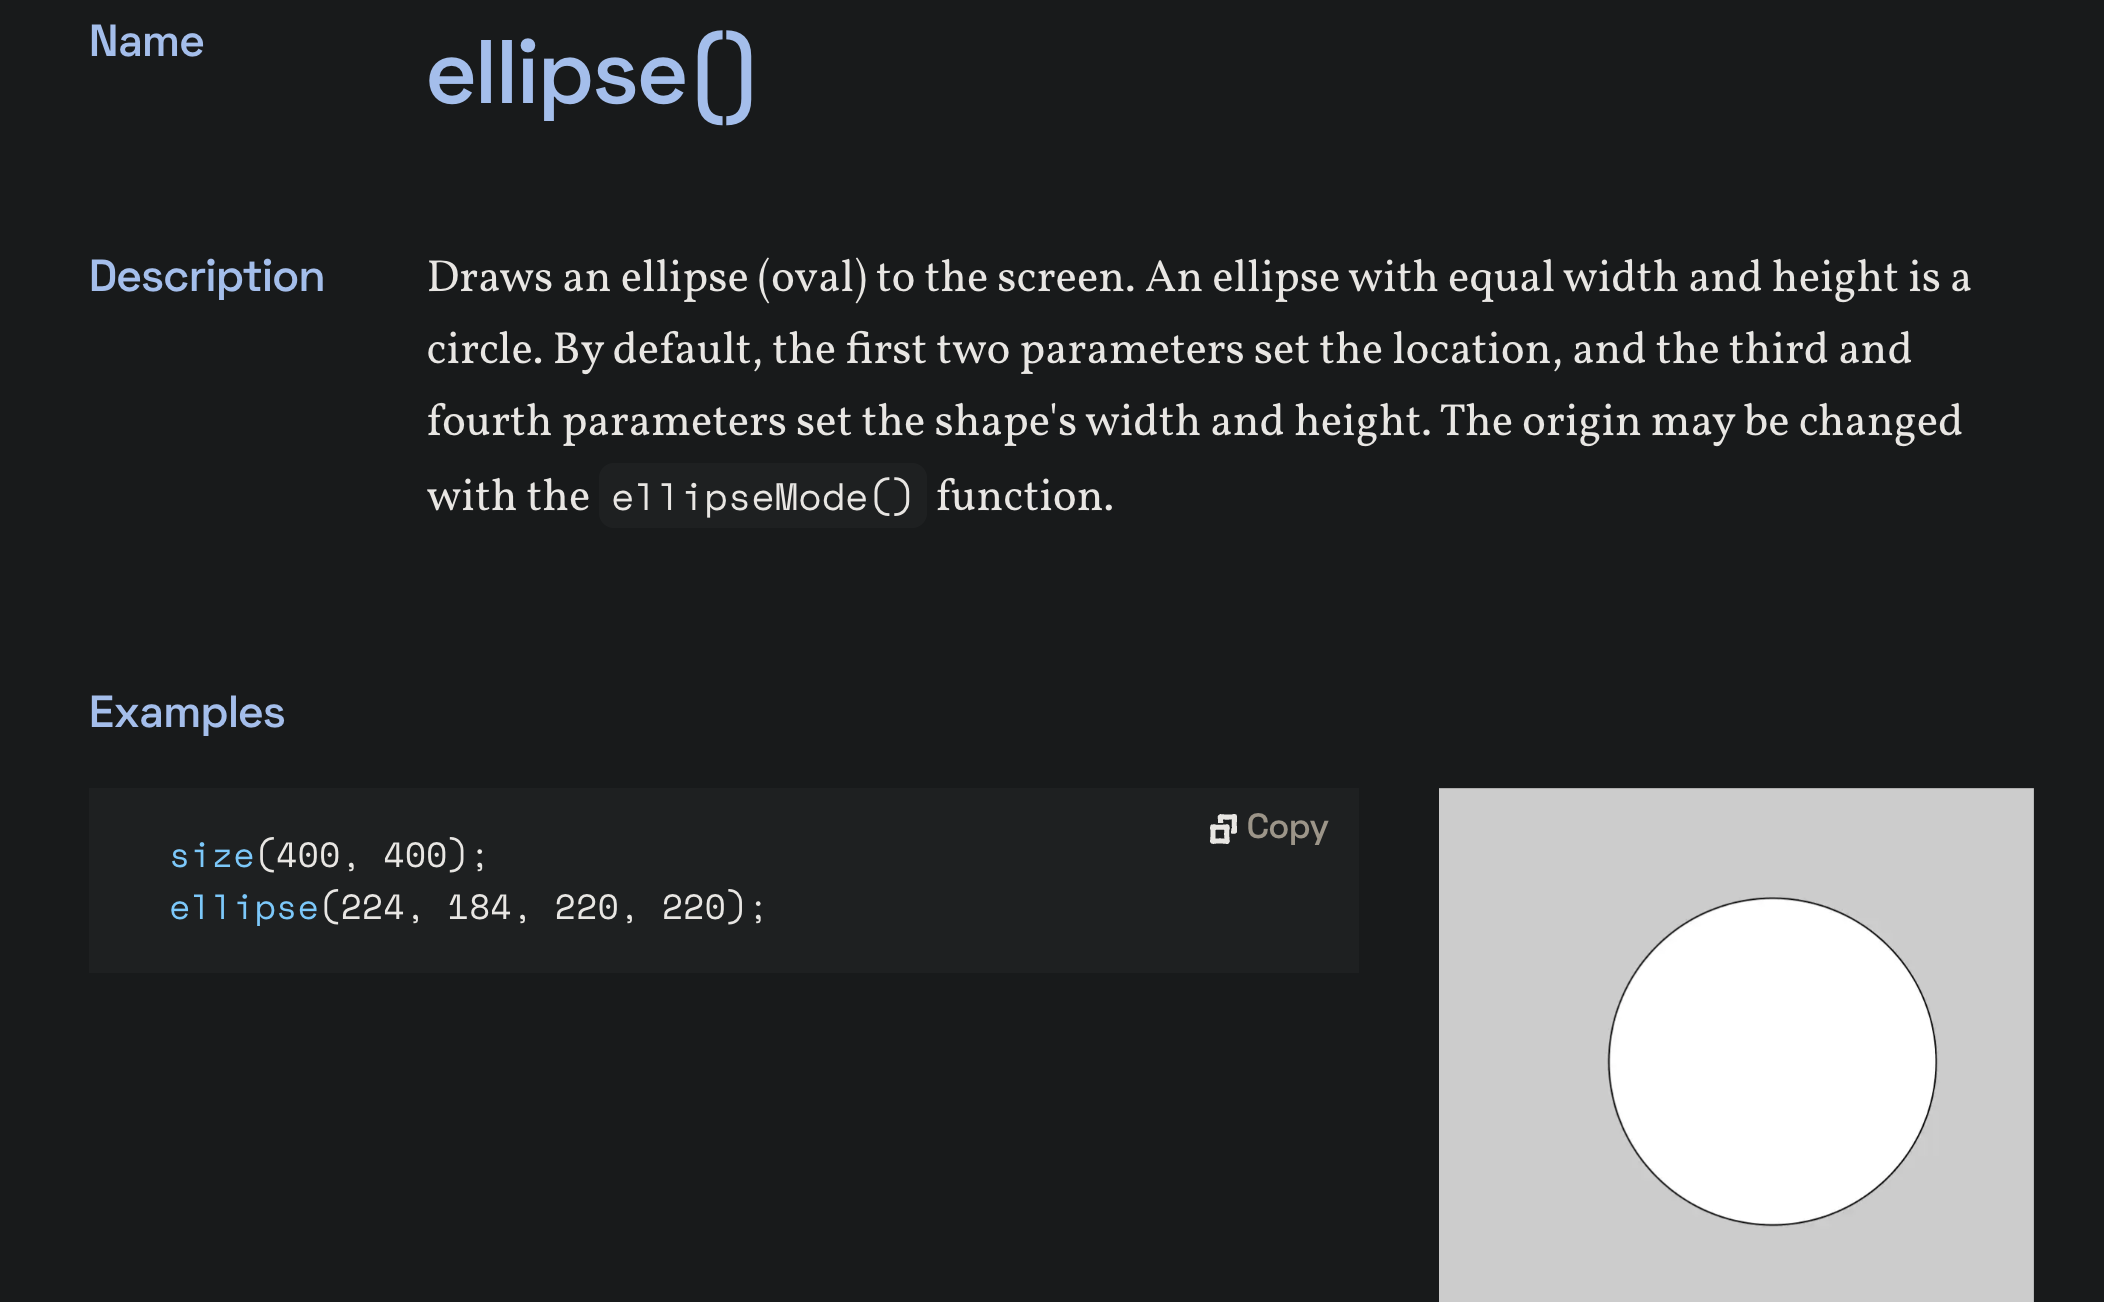 Name
ellipse()
Description
Draws an ellipse (oval) to the screen. An ellipse with equal width and height is a
circle. By default, the first two parameters set the location, and the third and
fourth parameters set the shape's width and height. The origin may be changed
with the ellipseMode() function.
Examples
Copy
size(400, 400);
ellipse(224, 184, 220, 220);